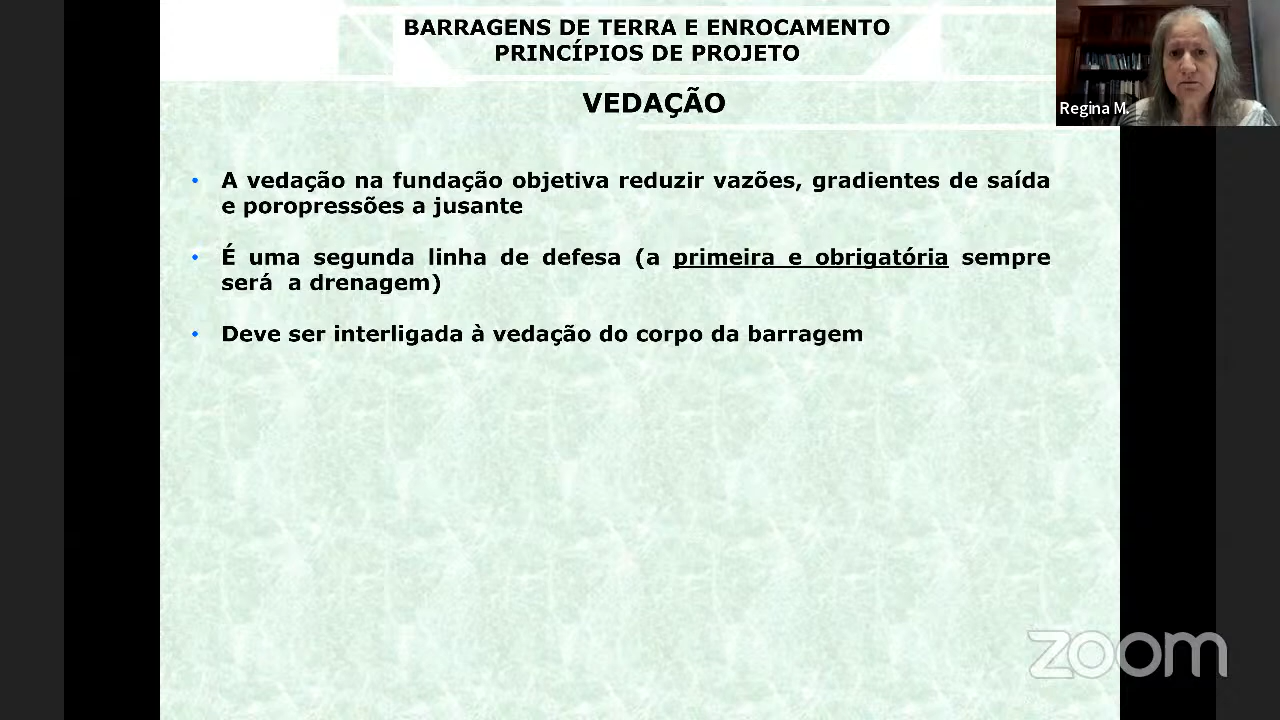 BARRAGENS DE TERRA E ENROCAMENTO
PRINCÍPIOS DE PROJETO
VEDAÇÃO
Regina M.
• A vedação na fundação objetiva reduzir vazões, gradientes de saída
e poropressões a jusante
• É uma segunda linha de defesa (a primeira e obrigatória sempre
será a drenagem)
• Deve ser interligada à vedação do corpo da barragem
zoom